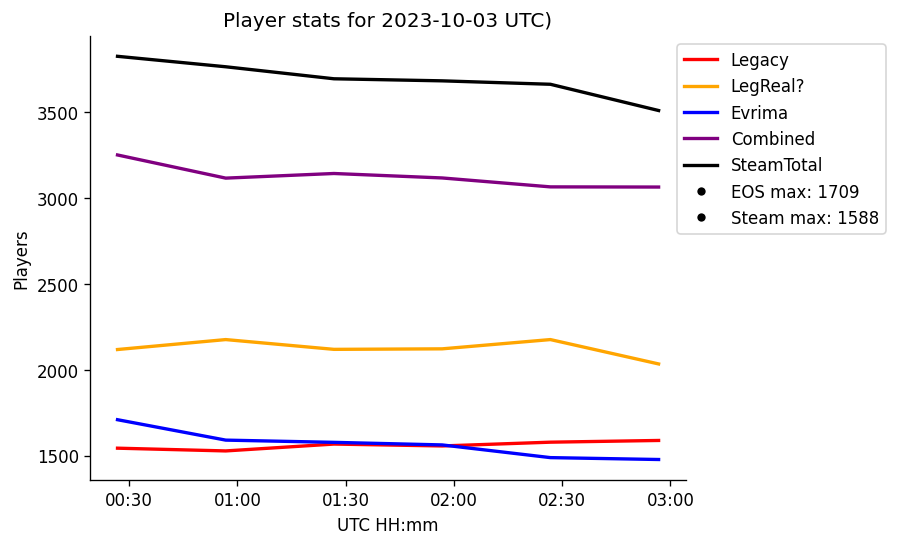 Player stats for 2023-10-03 UTC)
Legacy
LegReal?
Evrima
Combined
SteamTotal
EOS max: 1709
Steam max: 1588
Players
3500
3000
2500
2000
1500
00:30 01:00 01:30 02:00 02:30 03:00
UTC HH:mm